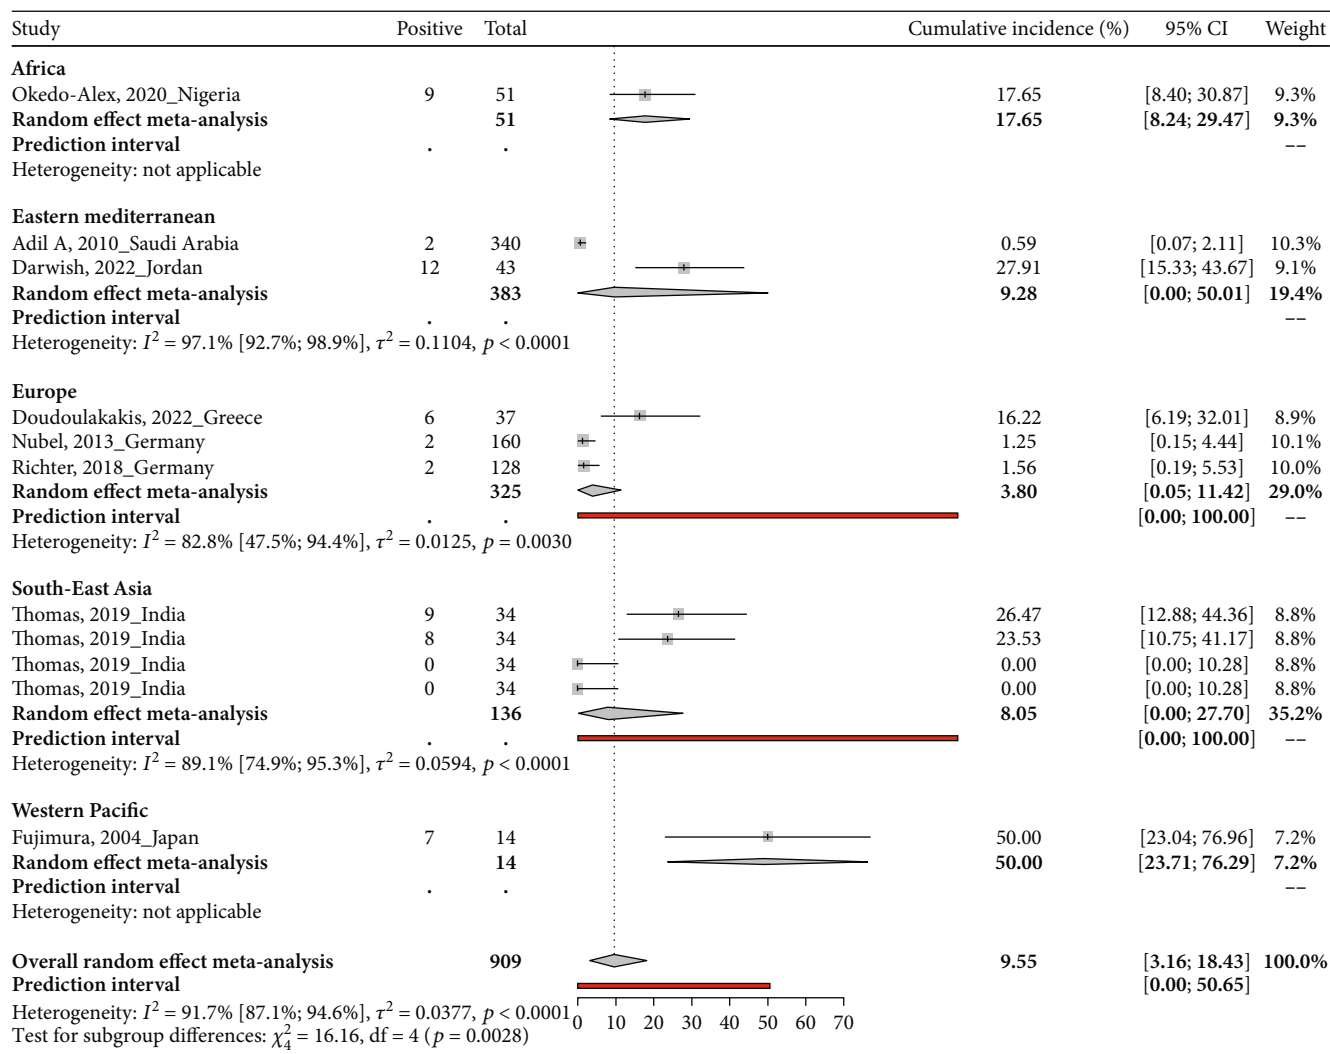 Study Positive Total Cumulative incidence (%) 95% CI Weight
Africa
Okedo-Alex, 2020_Nigeria 9 51 17.65 [8.40; 30.87] 9.3%
Random effect meta-analysis 51 17.65 [8.24; 29.47] 9.3%
Prediction interval . . --
Heterogeneity: not applicable
Eastern mediterranean
Adil A, 2010_Saudi Arabia 2 340 0.59 [0.07; 2.11] 10.3%
Darwish, 2022_Jordan 12 43 27.91 [15.33; 43.67] 9.1%
Random effect meta-analysis 383 9.28 [0.00; 50.01] 19.4%
Prediction interval . . --
Heterogeneity: I² = 97.1% [92.7%; 98.9%], τ² = 0.1104, p < 0.0001
Europe
Doudoulakakis, 2022_Greece 6 37 16.22 [6.19; 32.01] 8.9%
Nubel, 2013_Germany 2 160 1.25 [0.15; 4.44] 10.1%
Richter, 2018_Germany 2 128 1.56 [0.19; 5.53] 10.0%
Random effect meta-analysis 325 3.80 [0.05; 11.42] 29.0%
Prediction interval . . [0.00; 100.00] --
Heterogeneity: I² = 82.8% [47.5%; 94.4%], τ² = 0.0125, p = 0.0030
South-East Asia
Thomas, 2019_India 9 34 26.47 [12.88; 44.36] 8.8%
Thomas, 2019_India 8 34 23.53 [10.75; 41.17] 8.8%
Thomas, 2019_India 0 34 0.00 [0.00; 10.28] 8.8%
Thomas, 2019_India 0 34 0.00 [0.00; 10.28] 8.8%
Random effect meta-analysis 136 8.05 [0.00; 27.70] 35.2%
Prediction interval . . [0.00; 100.00] --
Heterogeneity: I² = 89.1% [74.9%; 95.3%], τ² = 0.0594, p < 0.0001
Western Pacific
Fujimura, 2004_Japan 7 14 50.00 [23.04; 76.96] 7.2%
Random effect meta-analysis 14 50.00 [23.71; 76.29] 7.2%
Prediction interval . . --
Heterogeneity: not applicable
Overall random effect meta-analysis 909 9.55 [3.16; 18.43] 100.0%
Prediction interval [0.00; 50.65]
Heterogeneity: I² = 91.7% [87.1%; 94.6%], τ² = 0.0377, p < 0.0001
0 10 20 30 40 50 60 70
Test for subgroup differences: χ²₄ = 16.16, df = 4 (p = 0.0028)